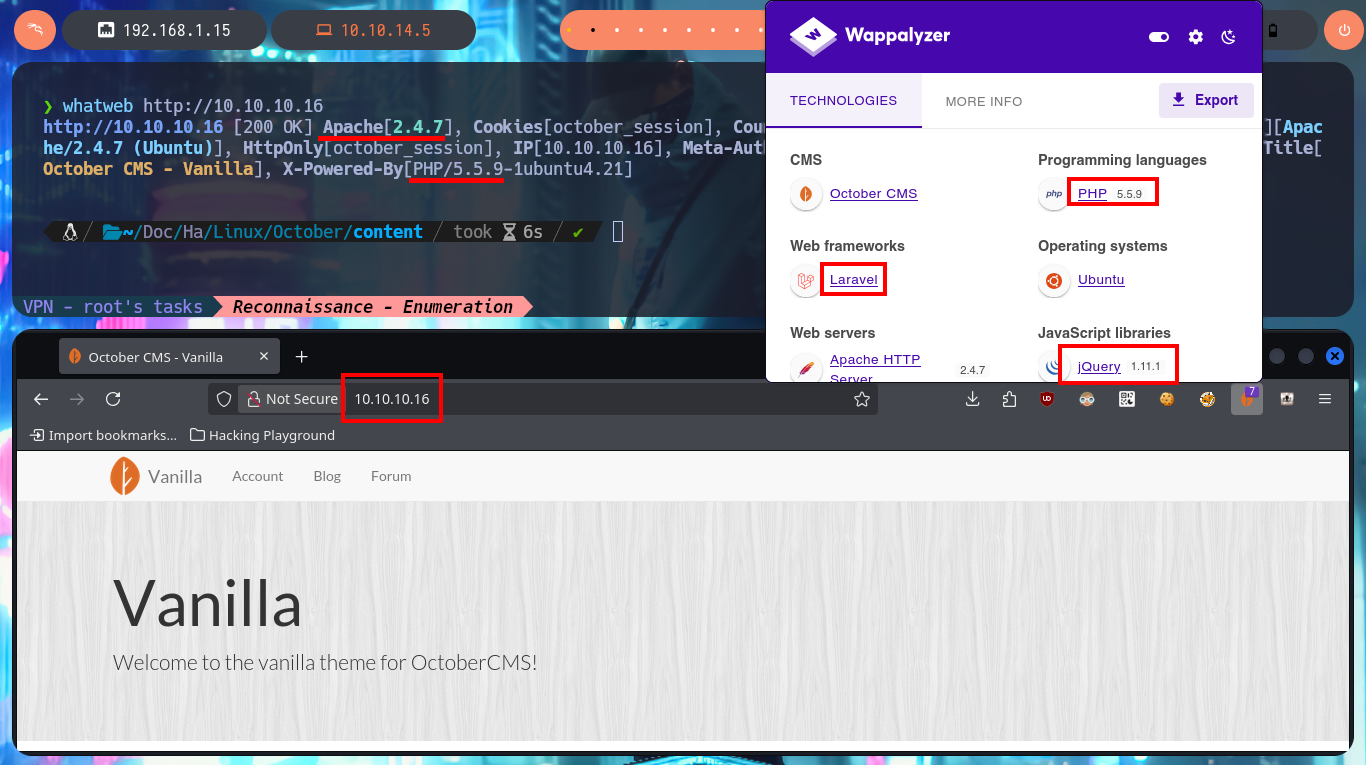 192.168.1.15
10.10.14.5
❯ whatweb http://10.10.10.16
http://10.10.10.16 [200 OK] Apache[2.4.7], Cookies[october_session], Cou ][Apac
he/2.4.7 (Ubuntu)], HttpOnly[october_session], IP[10.10.10.16], Meta-Aut Title[
October CMS - Vanilla], X-Powered-By[PHP/5.5.9-1ubuntu4.21]
~/Doc/Ha/Linux/October/content / took 6s / ✔
VPN - root's tasks
Reconnaissance - Enumeration
Wappalyzer
TECHNOLOGIES
MORE INFO
Export
CMS
October CMS
Programming languages
php
PHP 5.5.9
Web frameworks
Laravel
Operating systems
Ubuntu
Web servers
Apache HTTP
Server
2.4.7
JavaScript libraries
jQuery 1.11.1
October CMS - Vanilla
Not Secure
10.10.10.16
7
Import bookmarks...
Hacking Playground
Vanilla
Account
Blog
Forum
Vanilla
Welcome to the vanilla theme for OctoberCMS!